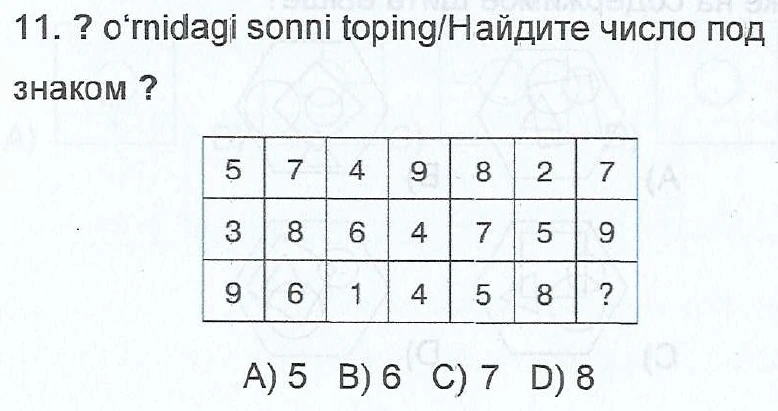 11. ? o‘rnidagi sonni toping/Найдите число под
знаком ?
5 7 4 9 8 2 7
3 8 6 4 7 5 9
9 6 1 4 5 8 ?
A) 5 B) 6 C) 7 D) 8